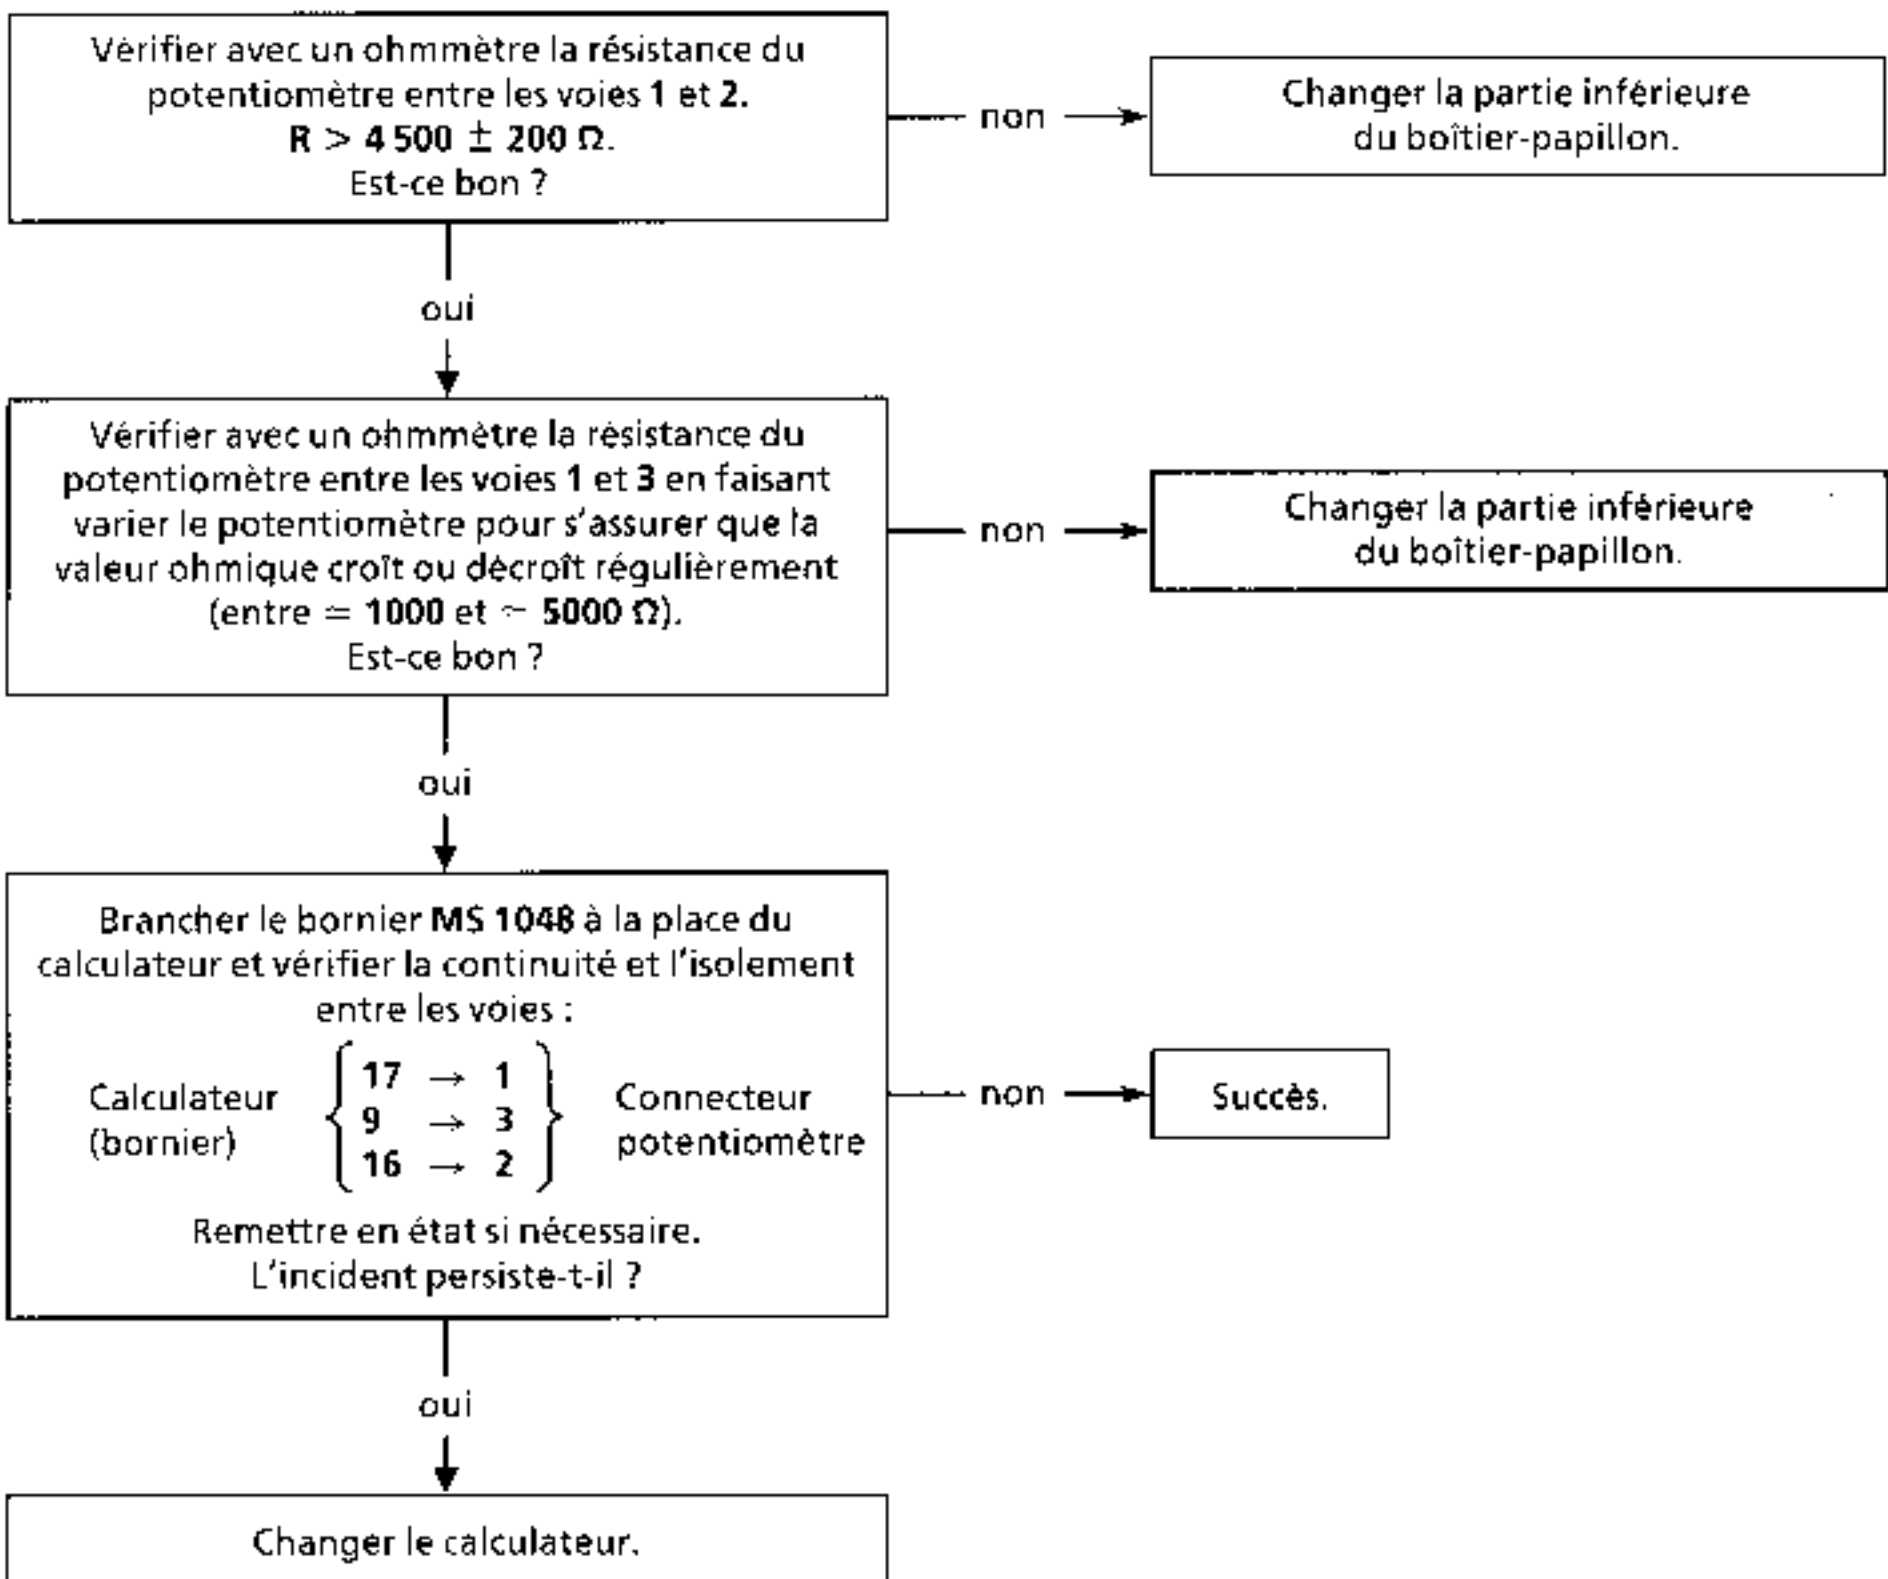 Vérifier avec un ohmmètre la résistance du
potentiomètre entre les voies 1 et 2.
R > 4 500 ± 200 Ω.
Est-ce bon ?
non
Changer la partie inférieure
du boîtier-papillon.
oui
Vérifier avec un ohmmètre la résistance du
potentiomètre entre les voies 1 et 3 en faisant
varier le potentiomètre pour s'assurer que la
valeur ohmique croît ou décroît régulièrement
(entre ≃ 1000 et ≃ 5000 Ω).
Est-ce bon ?
non
Changer la partie inférieure
du boîtier-papillon.
oui
Brancher le bornier MS 1048 à la place du
calculateur et vérifier la continuité et l'isolement
entre les voies :
Calculateur
(bornier)
17 → 1
9 → 3
16 → 2
Connecteur
potentiomètre
Remettre en état si nécessaire.
L'incident persiste-t-il ?
non
Succès.
oui
Changer le calculateur.